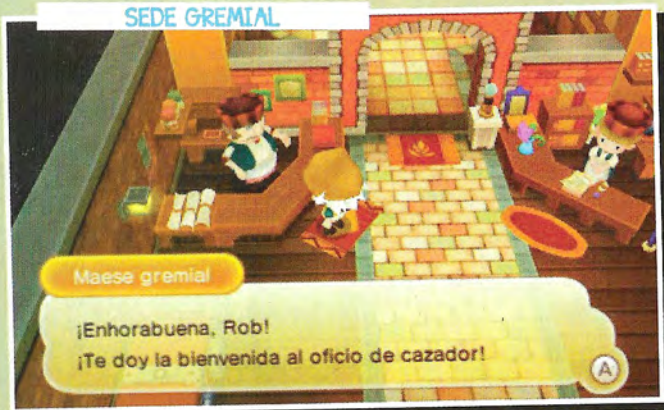 SEDE GREMIAL
Maese gremial
¡Enhorabuena, Rob!
¡Te doy la bienvenida al oficio de cazador!
A